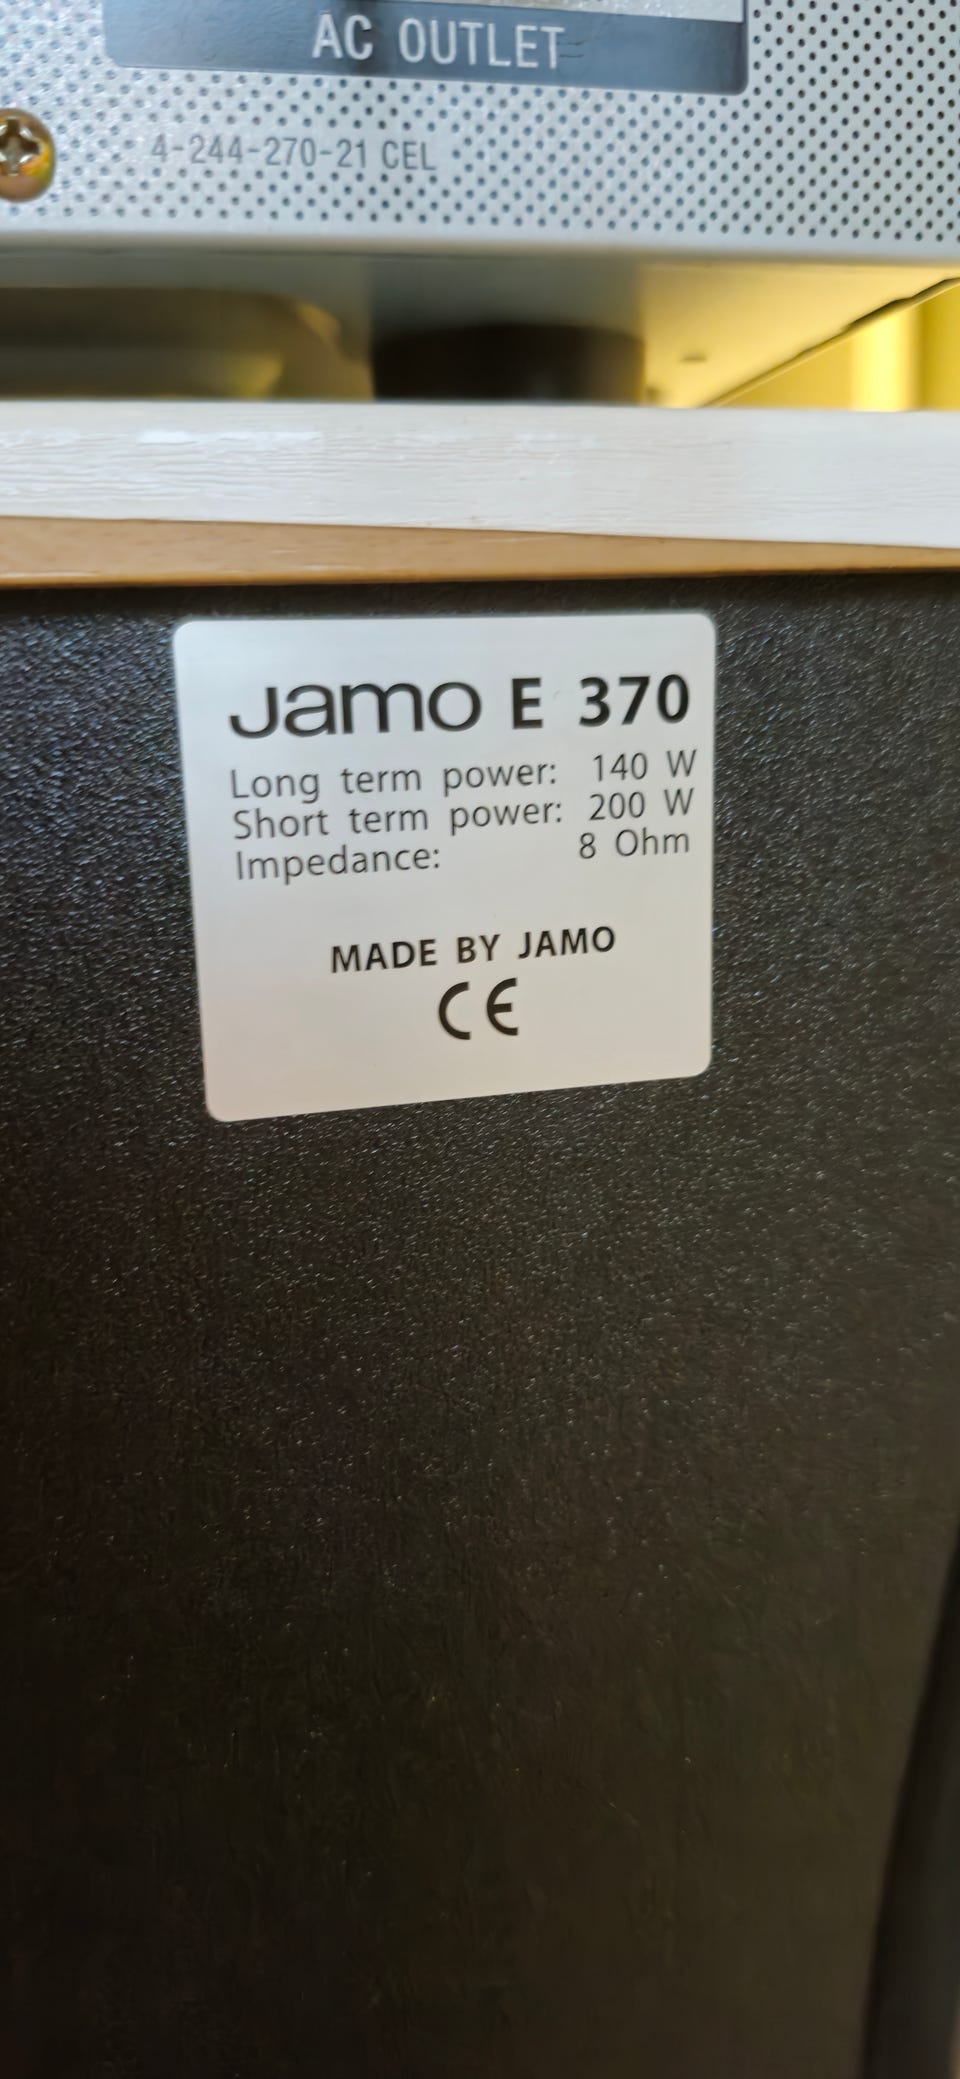 AC OUTLET
4-244-270-21 CEL
Jamo E 370
Long term power: 140 W
Short term power: 200 W
Impedance: 8 Ohm
MADE BY JAMO
CE